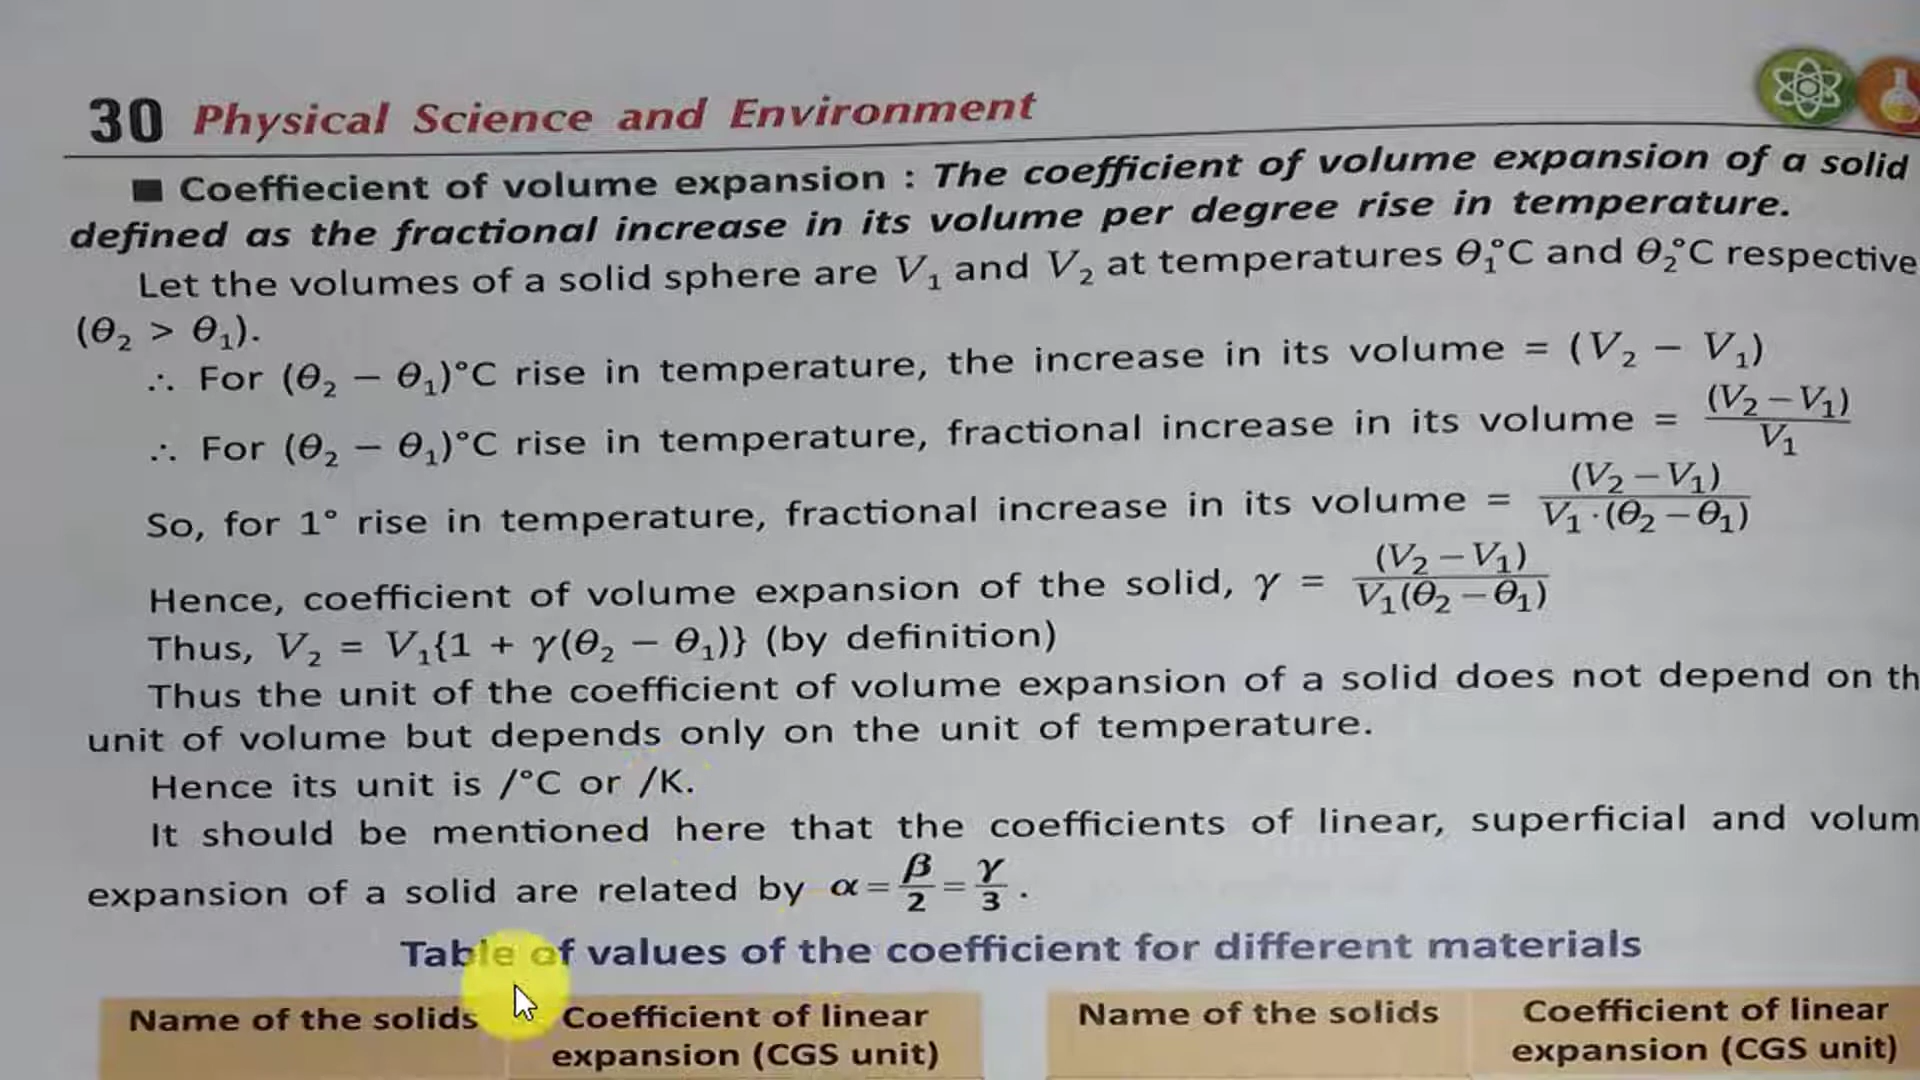 30 Physical Science and Environment
■ Coeffiecient of volume expansion : The coefficient of volume expansion of a solid
defined as the fractional increase in its volume per degree rise in temperature.
Let the volumes of a solid sphere are V₁ and V₂ at temperatures θ₁°C and θ₂°C respective
(θ₂ > θ₁).
∴ For (θ₂ − θ₁)°C rise in temperature, the increase in its volume = (V₂ − V₁)
∴ For (θ₂ − θ₁)°C rise in temperature, fractional increase in its volume = (V₂ − V₁)/V₁
So, for 1° rise in temperature, fractional increase in its volume = (V₂ − V₁)/V₁·(θ₂ − θ₁)
Hence, coefficient of volume expansion of the solid, γ = (V₂ − V₁)/V₁(θ₂ − θ₁)
Thus, V₂ = V₁{1 + γ(θ₂ − θ₁)} (by definition)
Thus the unit of the coefficient of volume expansion of a solid does not depend on th
unit of volume but depends only on the unit of temperature.
Hence its unit is /°C or /K.
It should be mentioned here that the coefficients of linear, superficial and volum
expansion of a solid are related by α = β/2 = γ/3 .
Table of values of the coefficient for different materials
Name of the solids Coefficient of linear expansion (CGS unit) Name of the solids Coefficient of linear expansion (CGS unit)